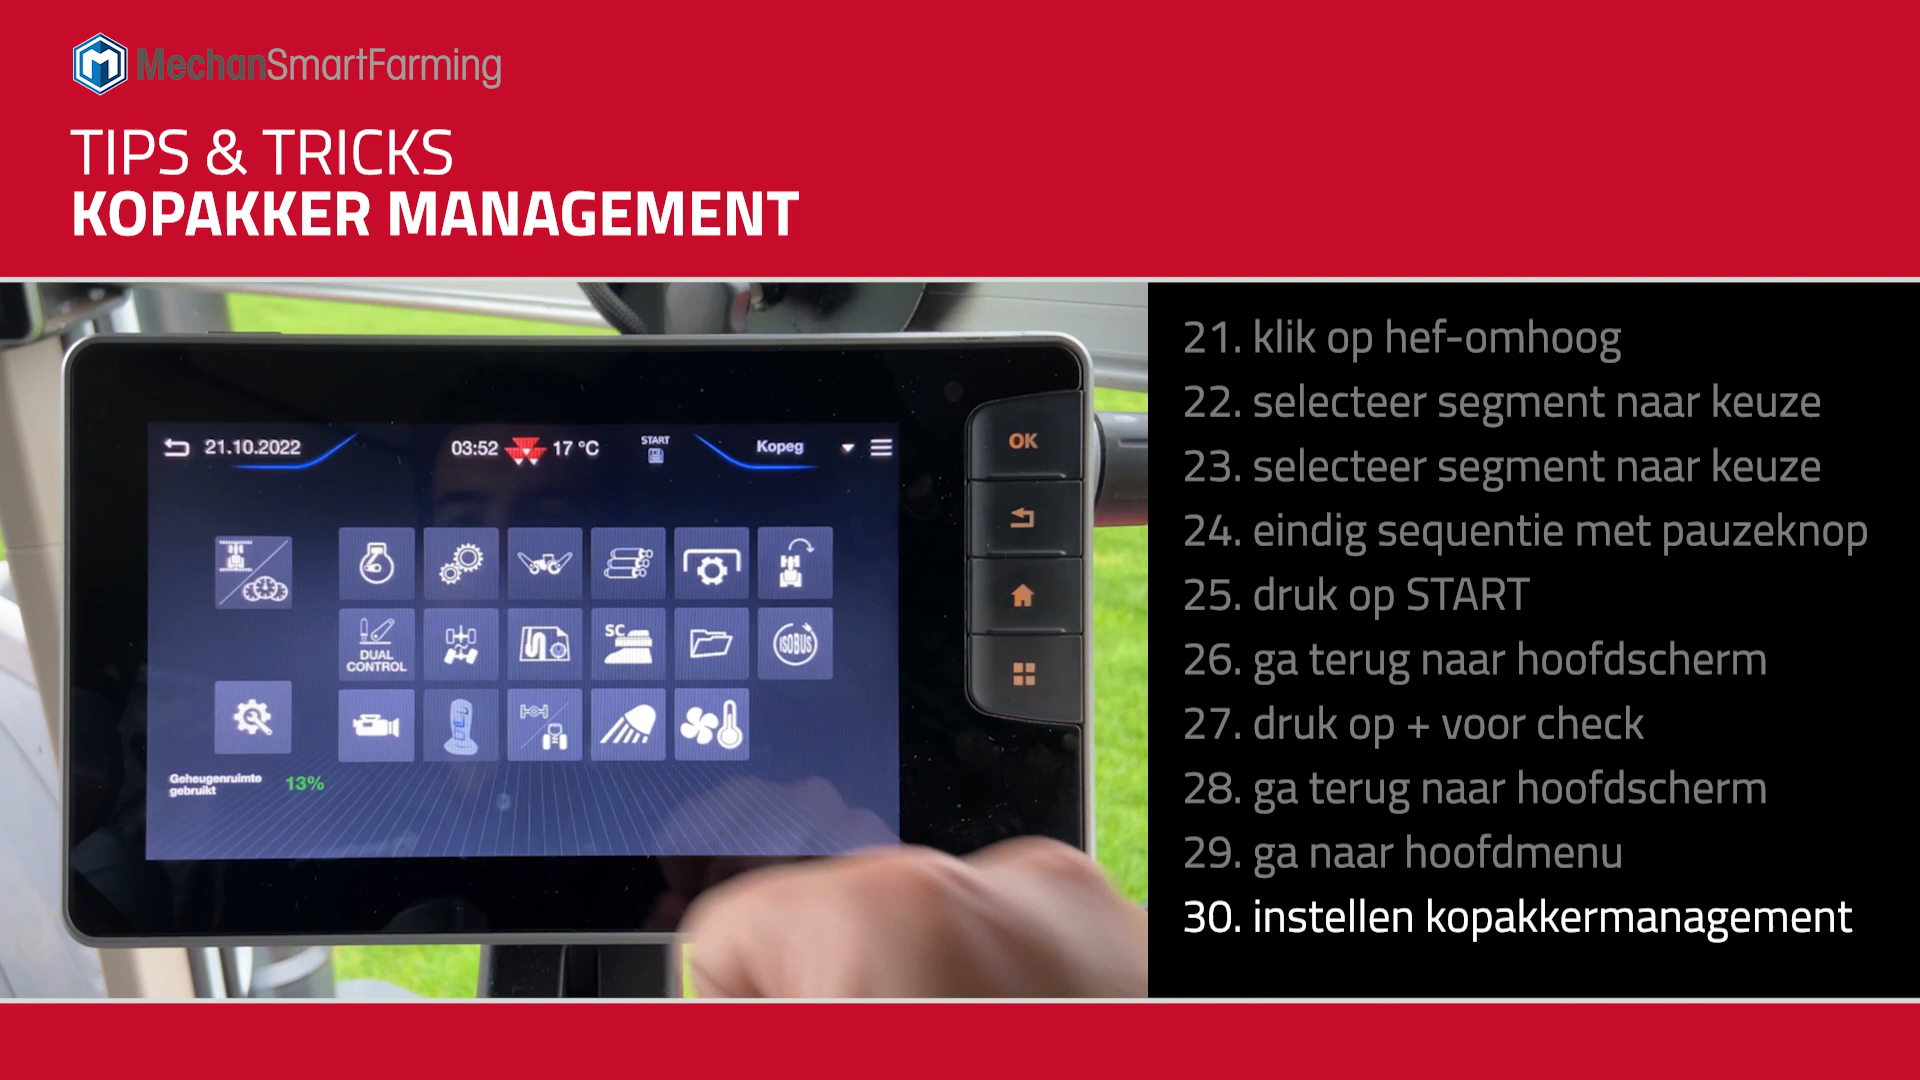 MechanSmartFarming
TIPS & TRICKS
KOPAKKER MANAGEMENT
21.10.2022
03:52
17 °C
START
Kopeg
OK
DUAL
CONTROL
SC
ISOBUS
Geheugenruimte
gebruikt
13%
21. klik op hef-omhoog
22. selecteer segment naar keuze
23. selecteer segment naar keuze
24. eindig sequentie met pauzeknop
25. druk op START
26. ga terug naar hoofdscherm
27. druk op + voor check
28. ga terug naar hoofdscherm
29. ga naar hoofdmenu
30. instellen kopakkermanagement